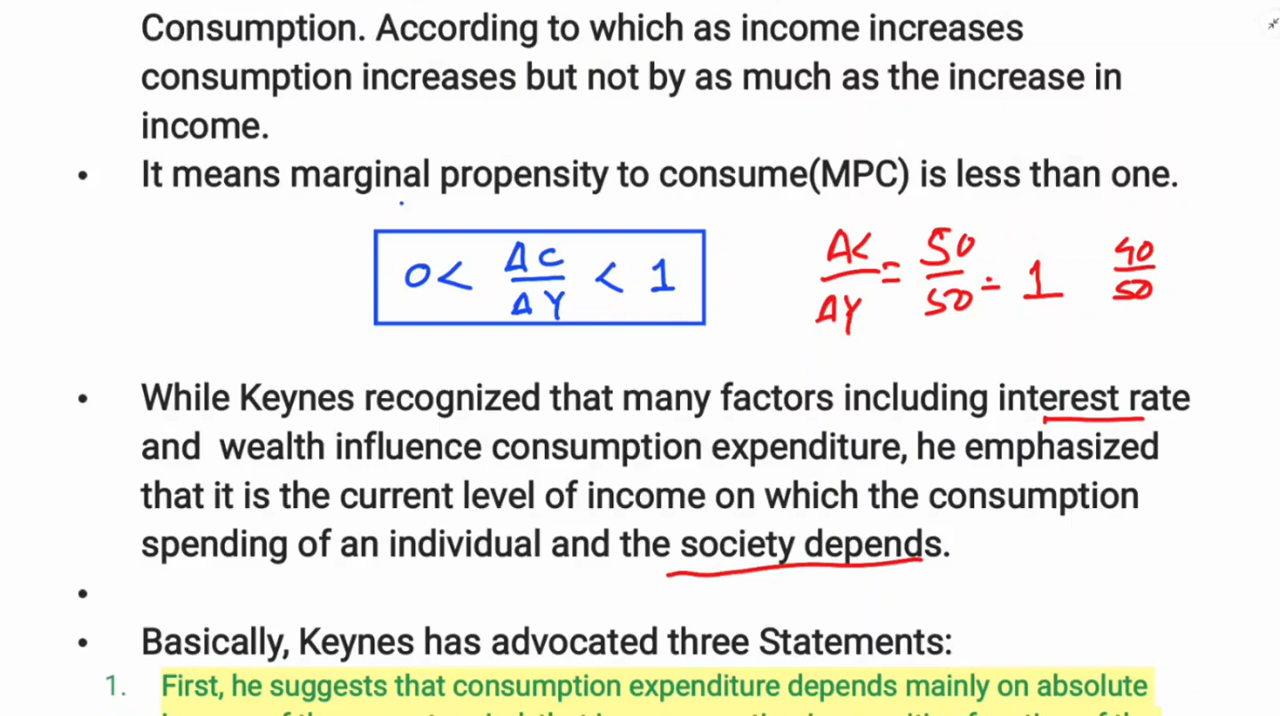 Consumption. According to which as income increases
consumption increases but not by as much as the increase in
income.
• It means marginal propensity to consume(MPC) is less than one.
0 < ΔC/ΔY < 1
ΔC/ΔY = 50/50 = 1 40/50
• While Keynes recognized that many factors including interest rate
and wealth influence consumption expenditure, he emphasized
that it is the current level of income on which the consumption
spending of an individual and the society depends.
•
• Basically, Keynes has advocated three Statements:
1. First, he suggests that consumption expenditure depends mainly on absolute